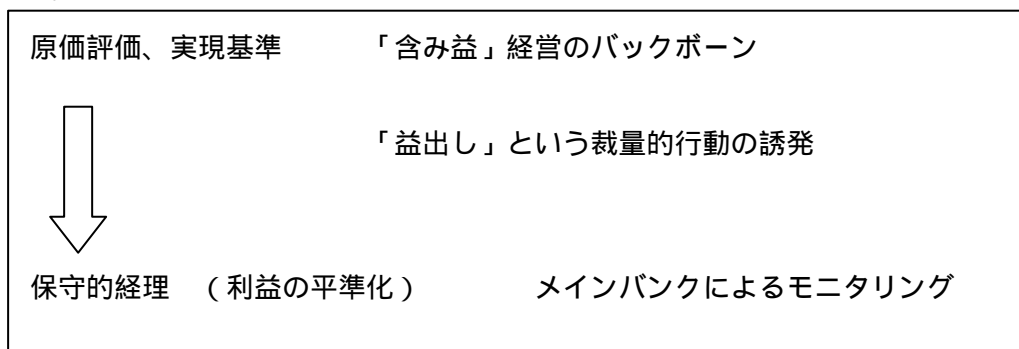 原価評価、実現基準 「含み益」経営のバックボーン
「益出し」という裁量的行動の誘発
保守的経理 (利益の平準化) メインバンクによるモニタリング